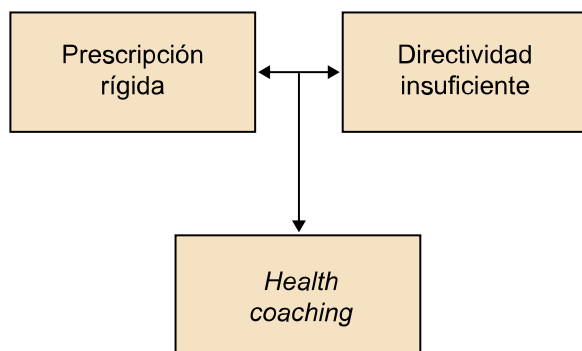 Prescripción
rígida
Directividad
insuficiente
Health
coaching